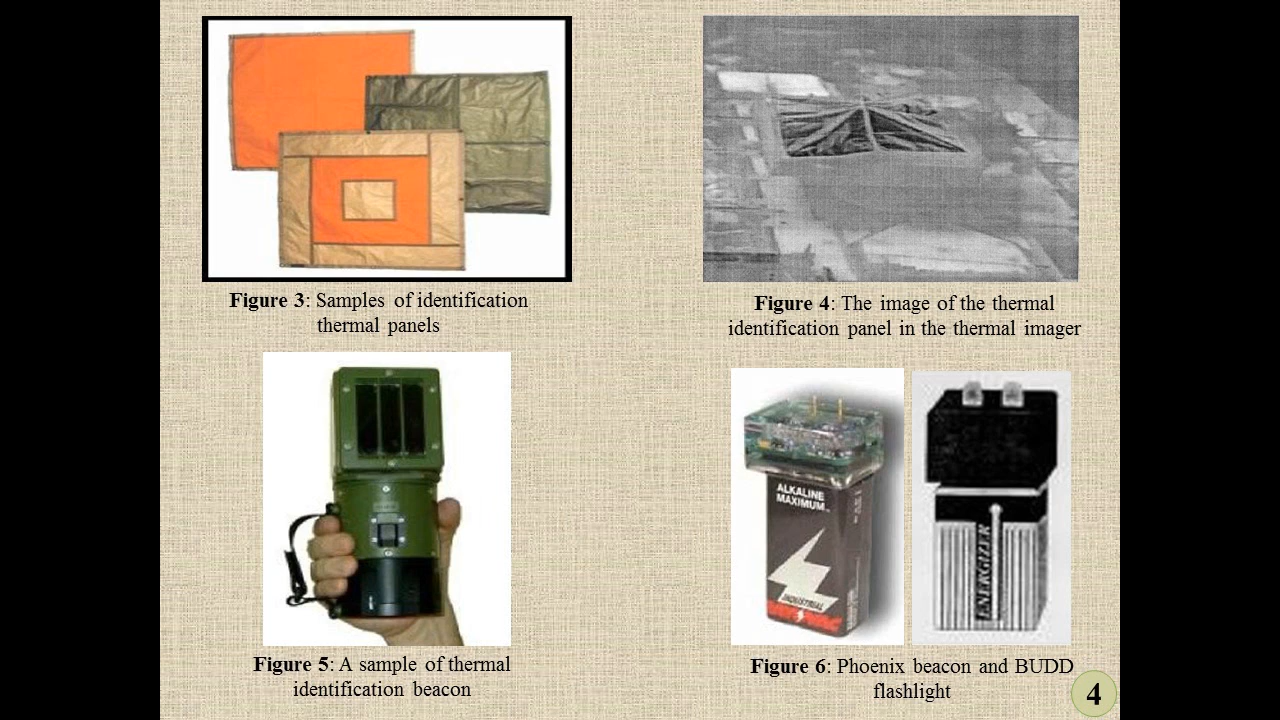 Figure 3: Samples of identification
thermal panels
Figure 4: The image of the thermal
identification panel in the thermal imager
ALKALINE
MAXIMUM
INDUSTRIAL
ENERGIZER
Figure 5: A sample of thermal
identification beacon
Figure 6: Phoenix beacon and BUDD
flashlight
4